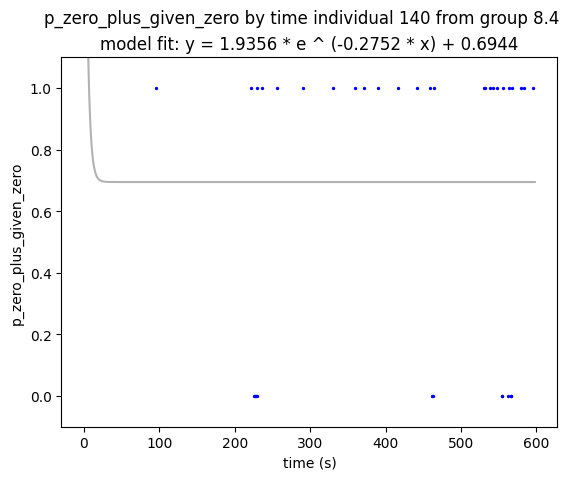 p_zero_plus_given_zero by time individual 140 from group 8.4
model fit: y = 1.9356 * e ^ (-0.2752 * x) + 0.6944
1.0
0.8
0.6
0.4
0.2
0.0
p_zero_plus_given_zero
0 100 200 300 400 500 600
time (s)